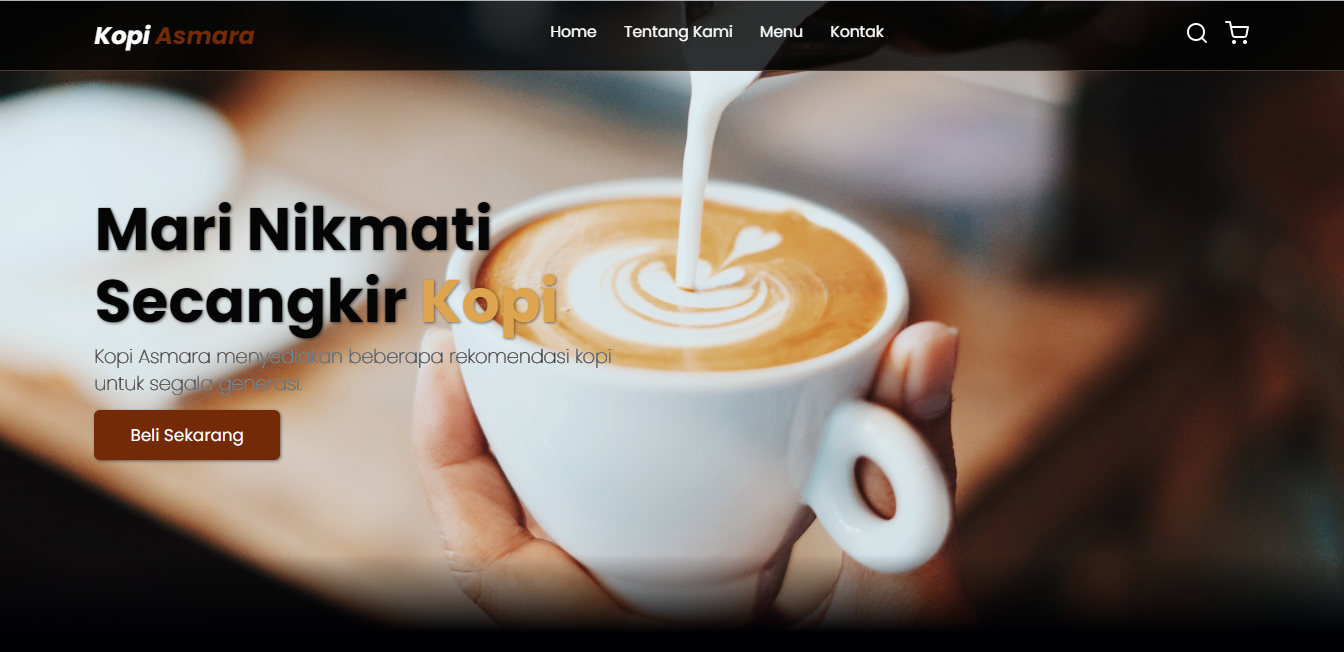 Kopi Asmara
Home Tentang Kami Menu Kontak
Mari Nikmati
Secangkir Kopi
Kopi Asmara menyediakan beberapa rekomendasi kopi
untuk segala generasi.
Beli Sekarang